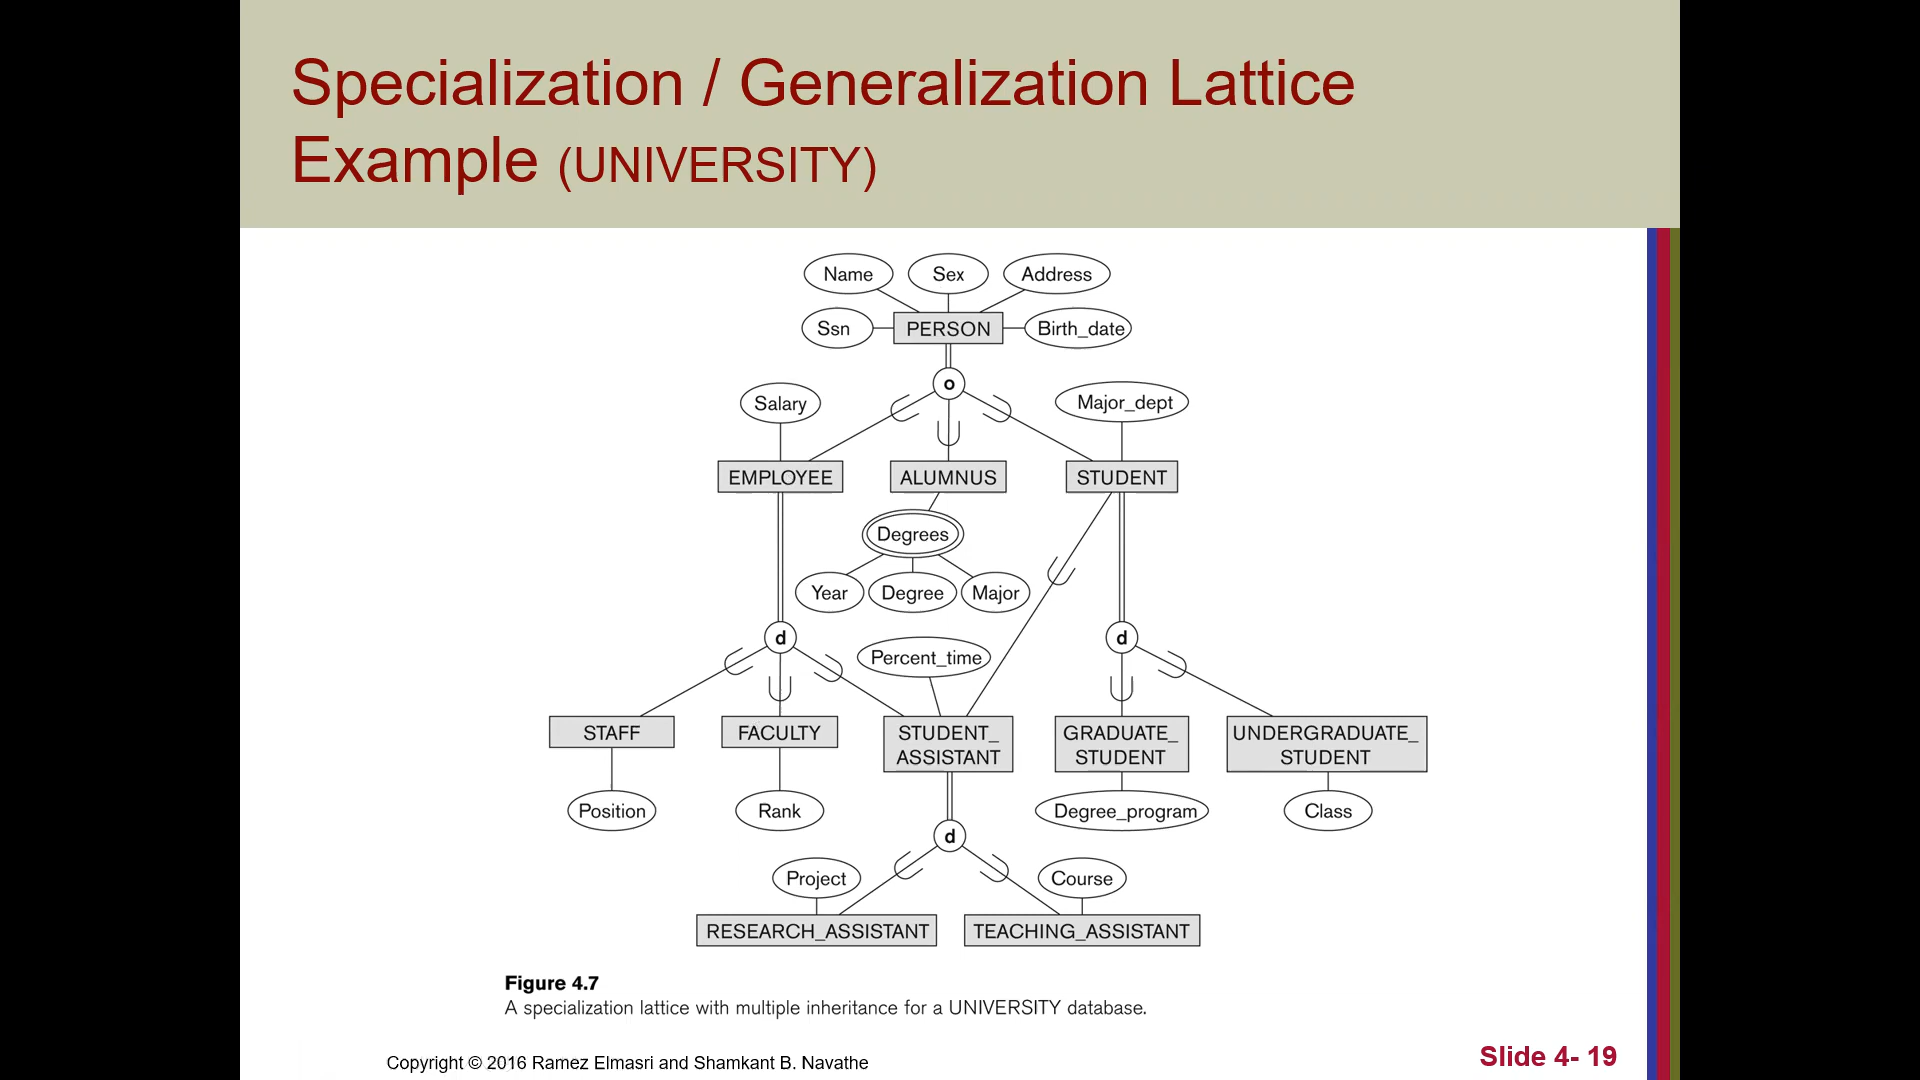 Specialization / Generalization Lattice
Example (UNIVERSITY)
Name
Sex
Address
Ssn
PERSON
Birth_date
o
Salary
Major_dept
EMPLOYEE
ALUMNUS
STUDENT
Degrees
Year
Degree
Major
d
d
Percent_time
STAFF
FACULTY
STUDENT_
ASSISTANT
GRADUATE_
STUDENT
UNDERGRADUATE_
STUDENT
Position
Rank
Degree_program
Class
d
Project
Course
RESEARCH_ASSISTANT
TEACHING_ASSISTANT
Figure 4.7
A specialization lattice with multiple inheritance for a UNIVERSITY database.
Copyright © 2016 Ramez Elmasri and Shamkant B. Navathe
Slide 4- 19